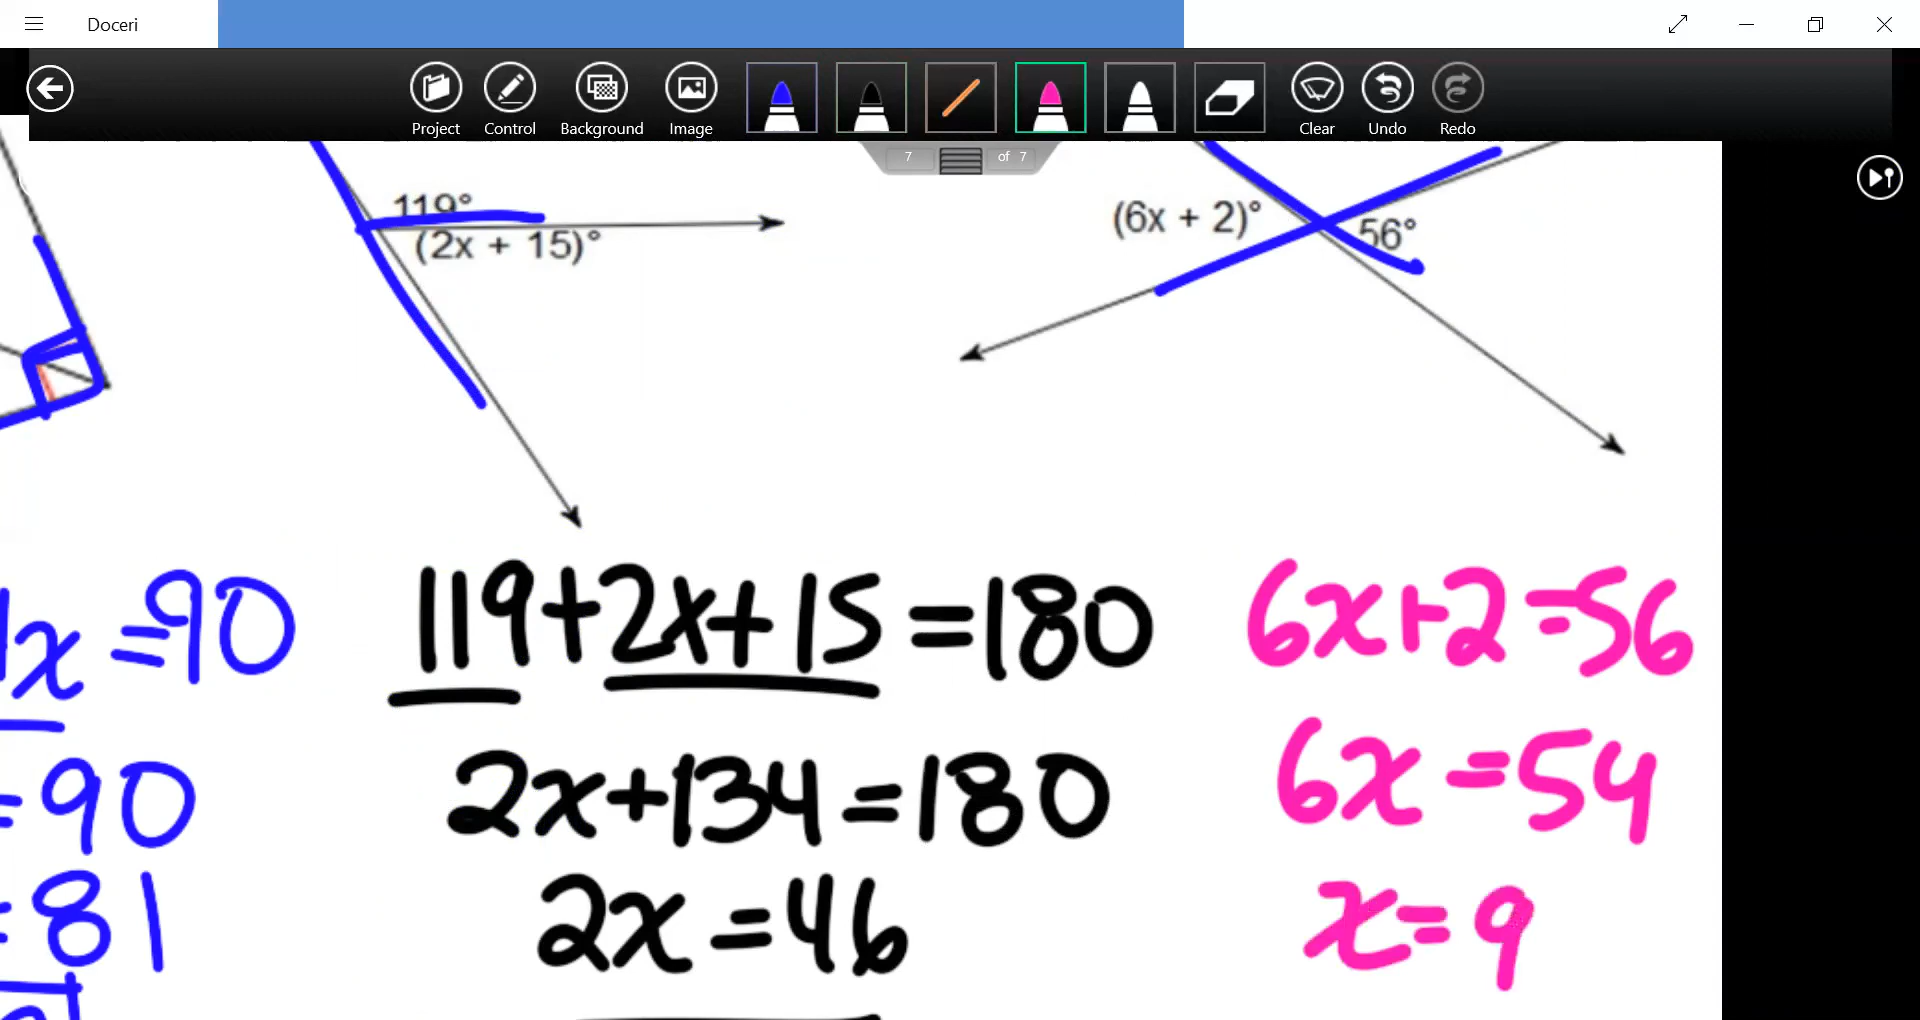 Doceri
Project
Control
Background
Image
Clear
Undo
Redo
7 of 7
119°
(2x + 15)°
(6x + 2)°
56°
x =90
= 90
= 81
119+2x+15=180
2x+134=180
2x=46
6x+2=56
6x=54
x=9